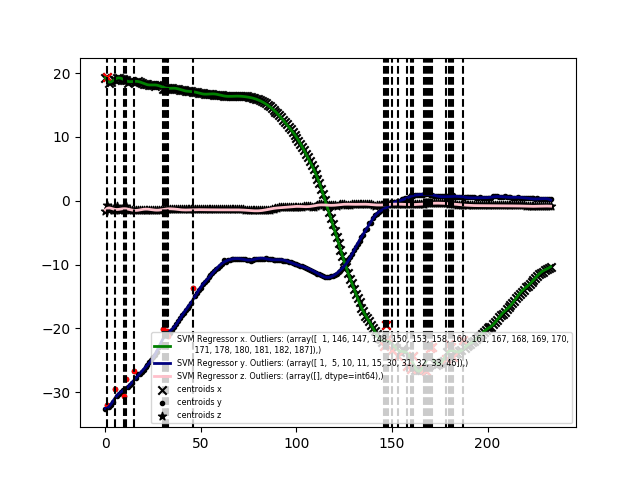 20
10
0
−10
−20
−30
SVM Regressor x. Outliers: (array([  1, 146, 147, 148, 150, 153, 158, 160, 161, 167, 168, 169, 170,
171, 178, 180, 181, 182, 187]),)
SVM Regressor y. Outliers: (array([ 1,  5, 10, 11, 15, 30, 31, 32, 33, 46]),)
SVM Regressor z. Outliers: (array([], dtype=int64),)
centroids x
centroids y
centroids z
0
50
100
150
200